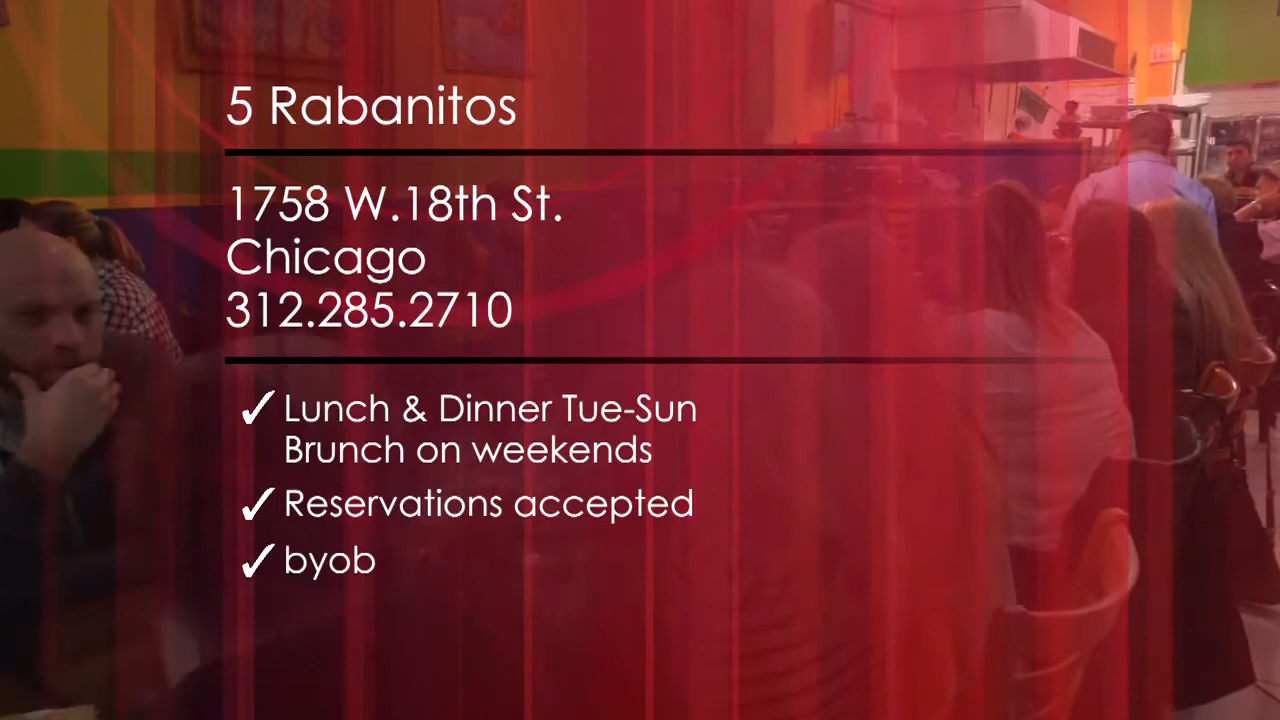 5 Rabanitos
1758 W.18th St.
Chicago
312.285.2710
✓ Lunch & Dinner Tue-Sun
Brunch on weekends
✓ Reservations accepted
✓ byob